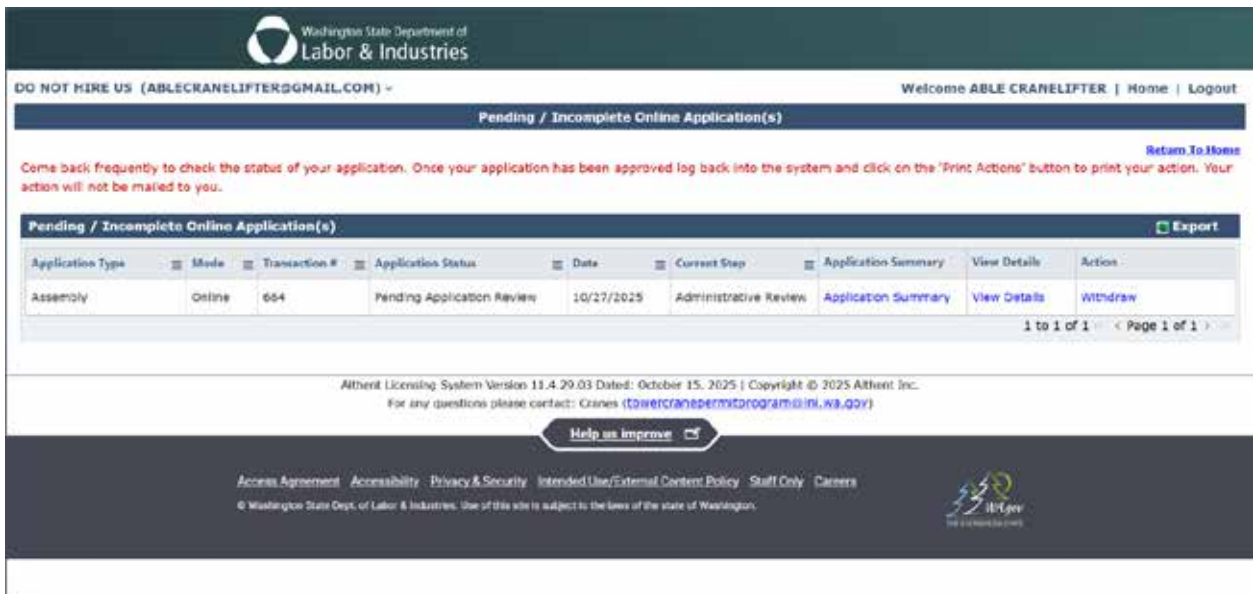 Washington State Department of
Labor & Industries
DO NOT HIRE US (ABLECRANELIFTER@GMAIL.COM)
Welcome ABLE CRANELIFTER | Home | Logout
Pending / Incomplete Online Application(s)
Return To Home
Come back frequently to check the status of your application. Once your application has been approved log back into the system and click on the 'Print Actions' button to print your action. Your
action will not be mailed to you.
Pending / Incomplete Online Application(s) Export
Application Type Mode Transaction # Application Status Date Current Step Application Summary View Details Action
Assembly Online 664 Pending Application Review 10/27/2025 Administrative Review Application Summary View Details Withdraw
1 to 1 of 1 < Page 1 of 1 >
Althent Licensing System Version 11.4.29.03 Dated: October 15, 2025 | Copyright © 2025 Althent Inc.
For any questions please contact: Cranes (towercranepermitprogram@lni.wa.gov)
Help us improve
Access Agreement Accessibility Privacy & Security Intended Use/External Content Policy Staff Only Careers
© Washington State Dept. of Labor & Industries. Use of this site is subject to the laws of the state of Washington.
WA.gov